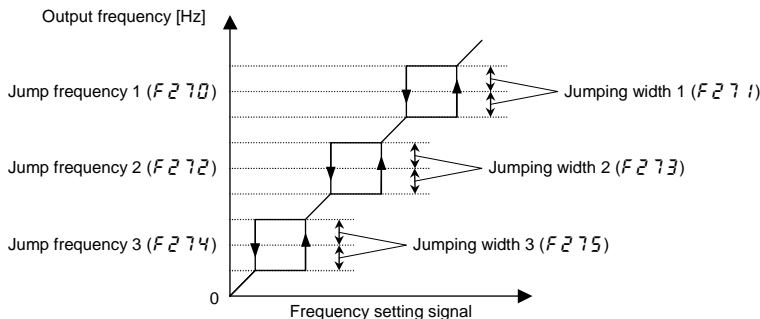 Output frequency [Hz]
Jump frequency 1 (F270)
Jumping width 1 (F271)
Jump frequency 2 (F272)
Jumping width 2 (F273)
Jump frequency 3 (F274)
Jumping width 3 (F275)
0
Frequency setting signal